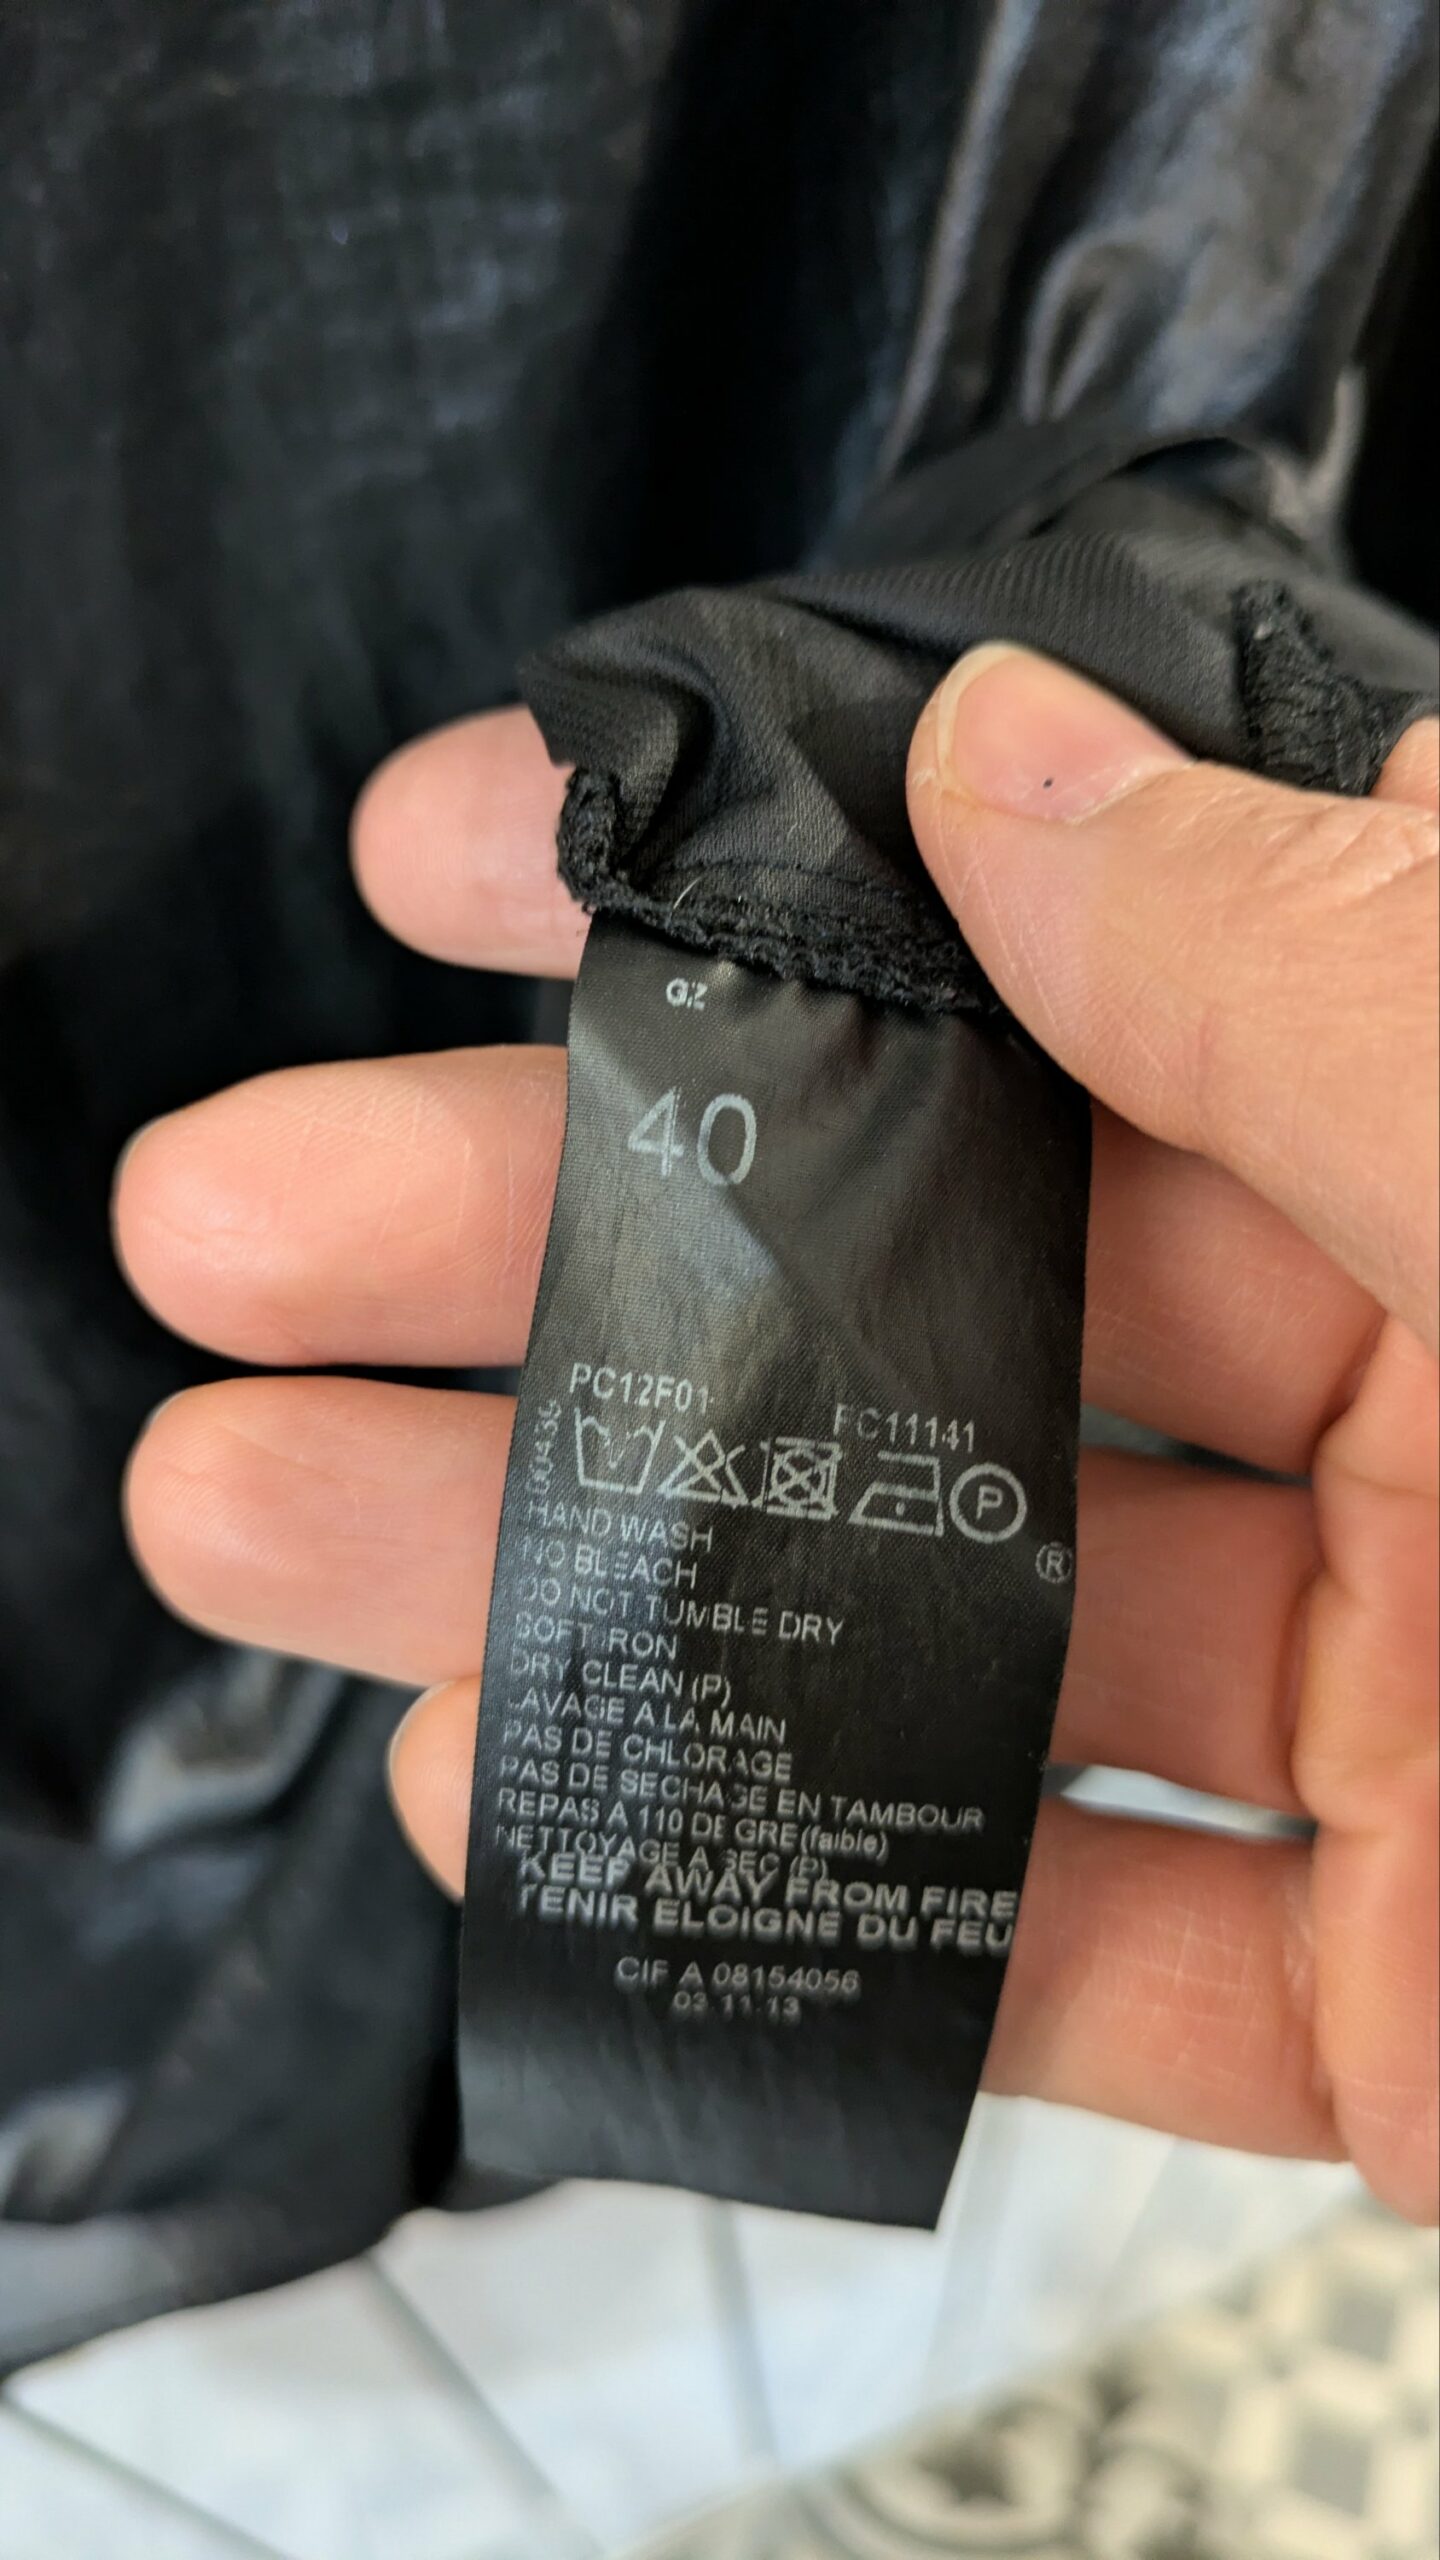 GZ
40
PC12F01
PC11141
100439
P
®
HAND WASH
NO BLEACH
DO NOT TUMBLE DRY
SOFT IRON
DRY CLEAN (P)
LAVAGE A LA MAIN
PAS DE CHLORAGE
PAS DE SECHAGE EN TAMBOUR
REPAS A 110 DE GRE(faible)
NETTOYAGE A SEC (P)
KEEP AWAY FROM FIRE
TENIR ELOIGNE DU FEU
CIF A 08154056
03.11.13